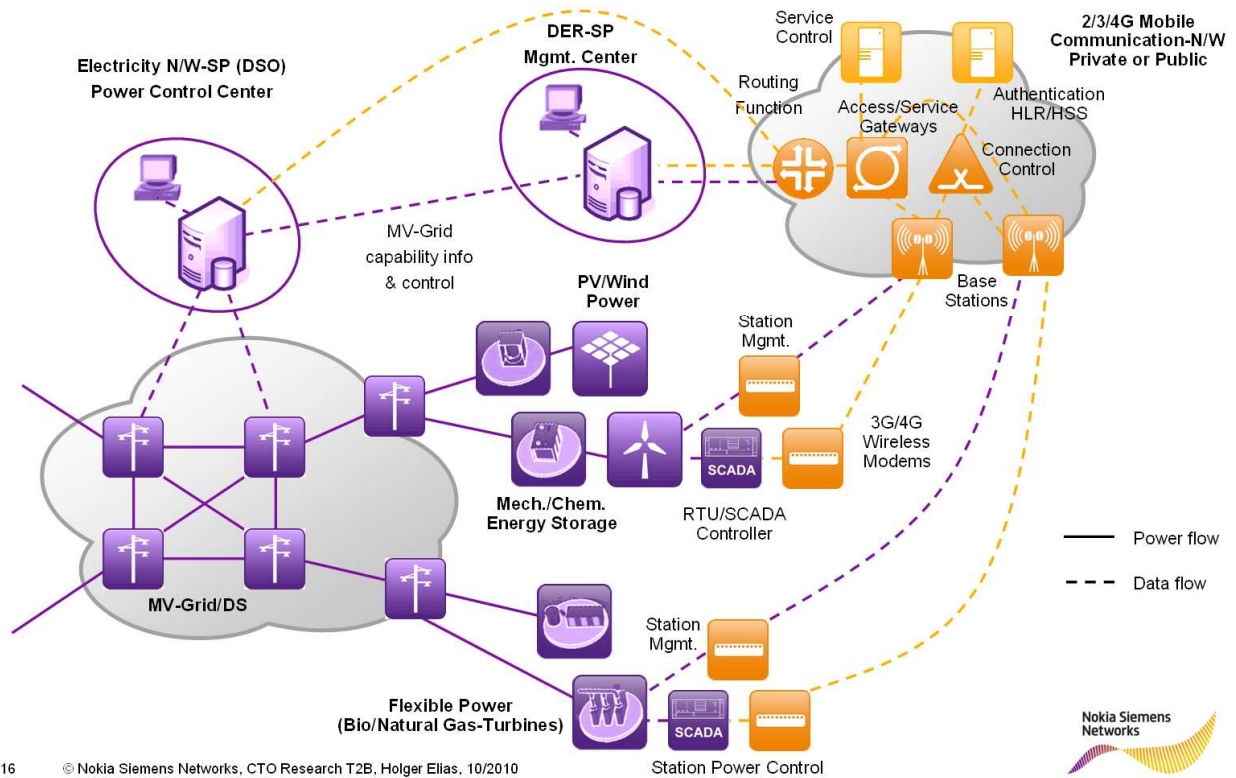 Service
Control
2/3/4G Mobile
Communication-N/W
Private or Public
DER-SP
Mgmt. Center
Electricity N/W-SP (DSO)
Power Control Center
Routing
Function
Access/Service
Gateways
Authentication
HLR/HSS
Connection
Control
MV-Grid
capability info
& control
Base
Stations
PV/Wind
Power
Station
Mgmt.
3G/4G
Wireless
Modems
SCADA
Mech./Chem.
Energy Storage
RTU/SCADA
Controller
Power flow
Data flow
MV-Grid/DS
Station
Mgmt.
Flexible Power
(Bio/Natural Gas-Turbines)
SCADA
Station Power Control
Nokia Siemens
Networks
16 © Nokia Siemens Networks, CTO Research T2B, Holger Elias, 10/2010